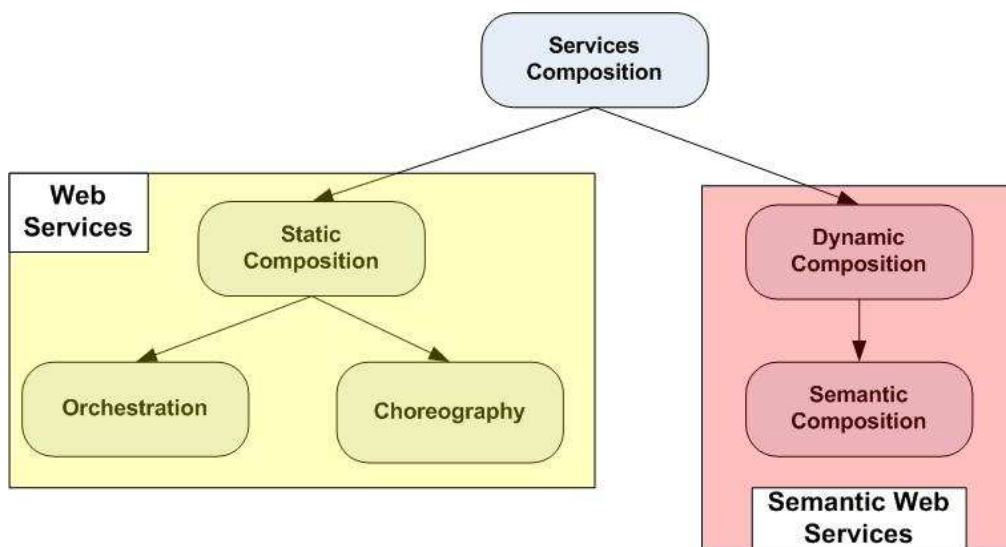 Services
Composition
Web
Services
Static
Composition
Dynamic
Composition
Orchestration
Choreography
Semantic
Composition
Semantic Web
Services